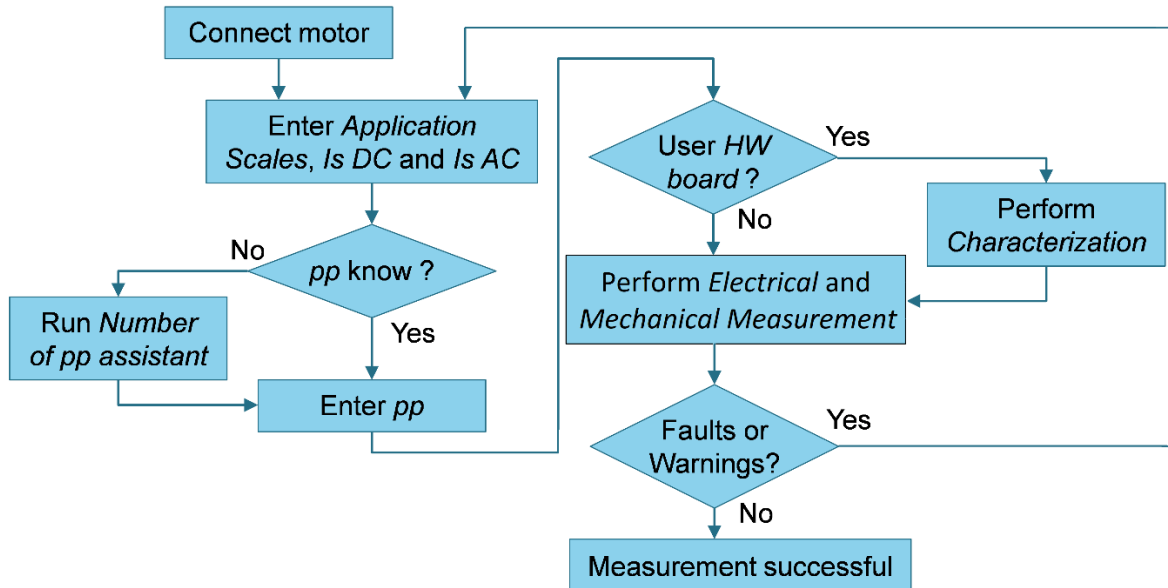 Connect motor
Enter Application
Scales, Is DC and Is AC
No
pp know ?
Yes
Run Number
of pp assistant
Enter pp
User HW
board ?
Yes
No
Perform
Characterization
Perform Electrical and
Mechanical Measurement
Faults or
Warnings?
Yes
No
Measurement successful